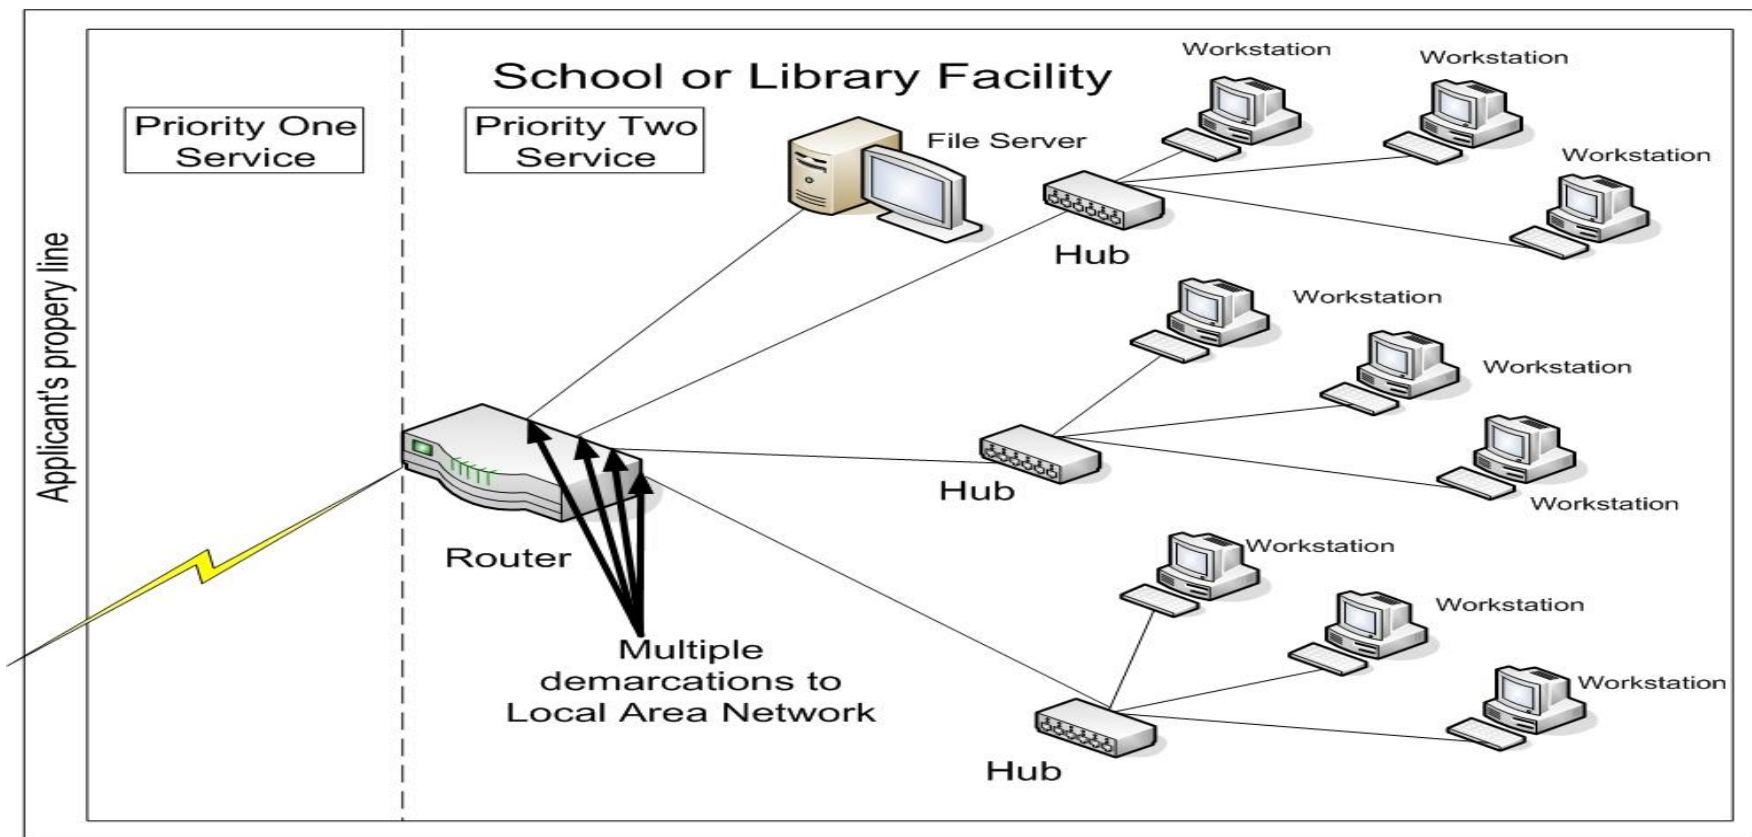 School or Library Facility
Priority One
Service
Priority Two
Service
File Server
Workstation
Workstation
Workstation
Hub
Workstation
Workstation
Workstation
Hub
Workstation
Workstation
Workstation
Hub
Router
Multiple
demarcations to
Local Area Network
Applicant's propery line